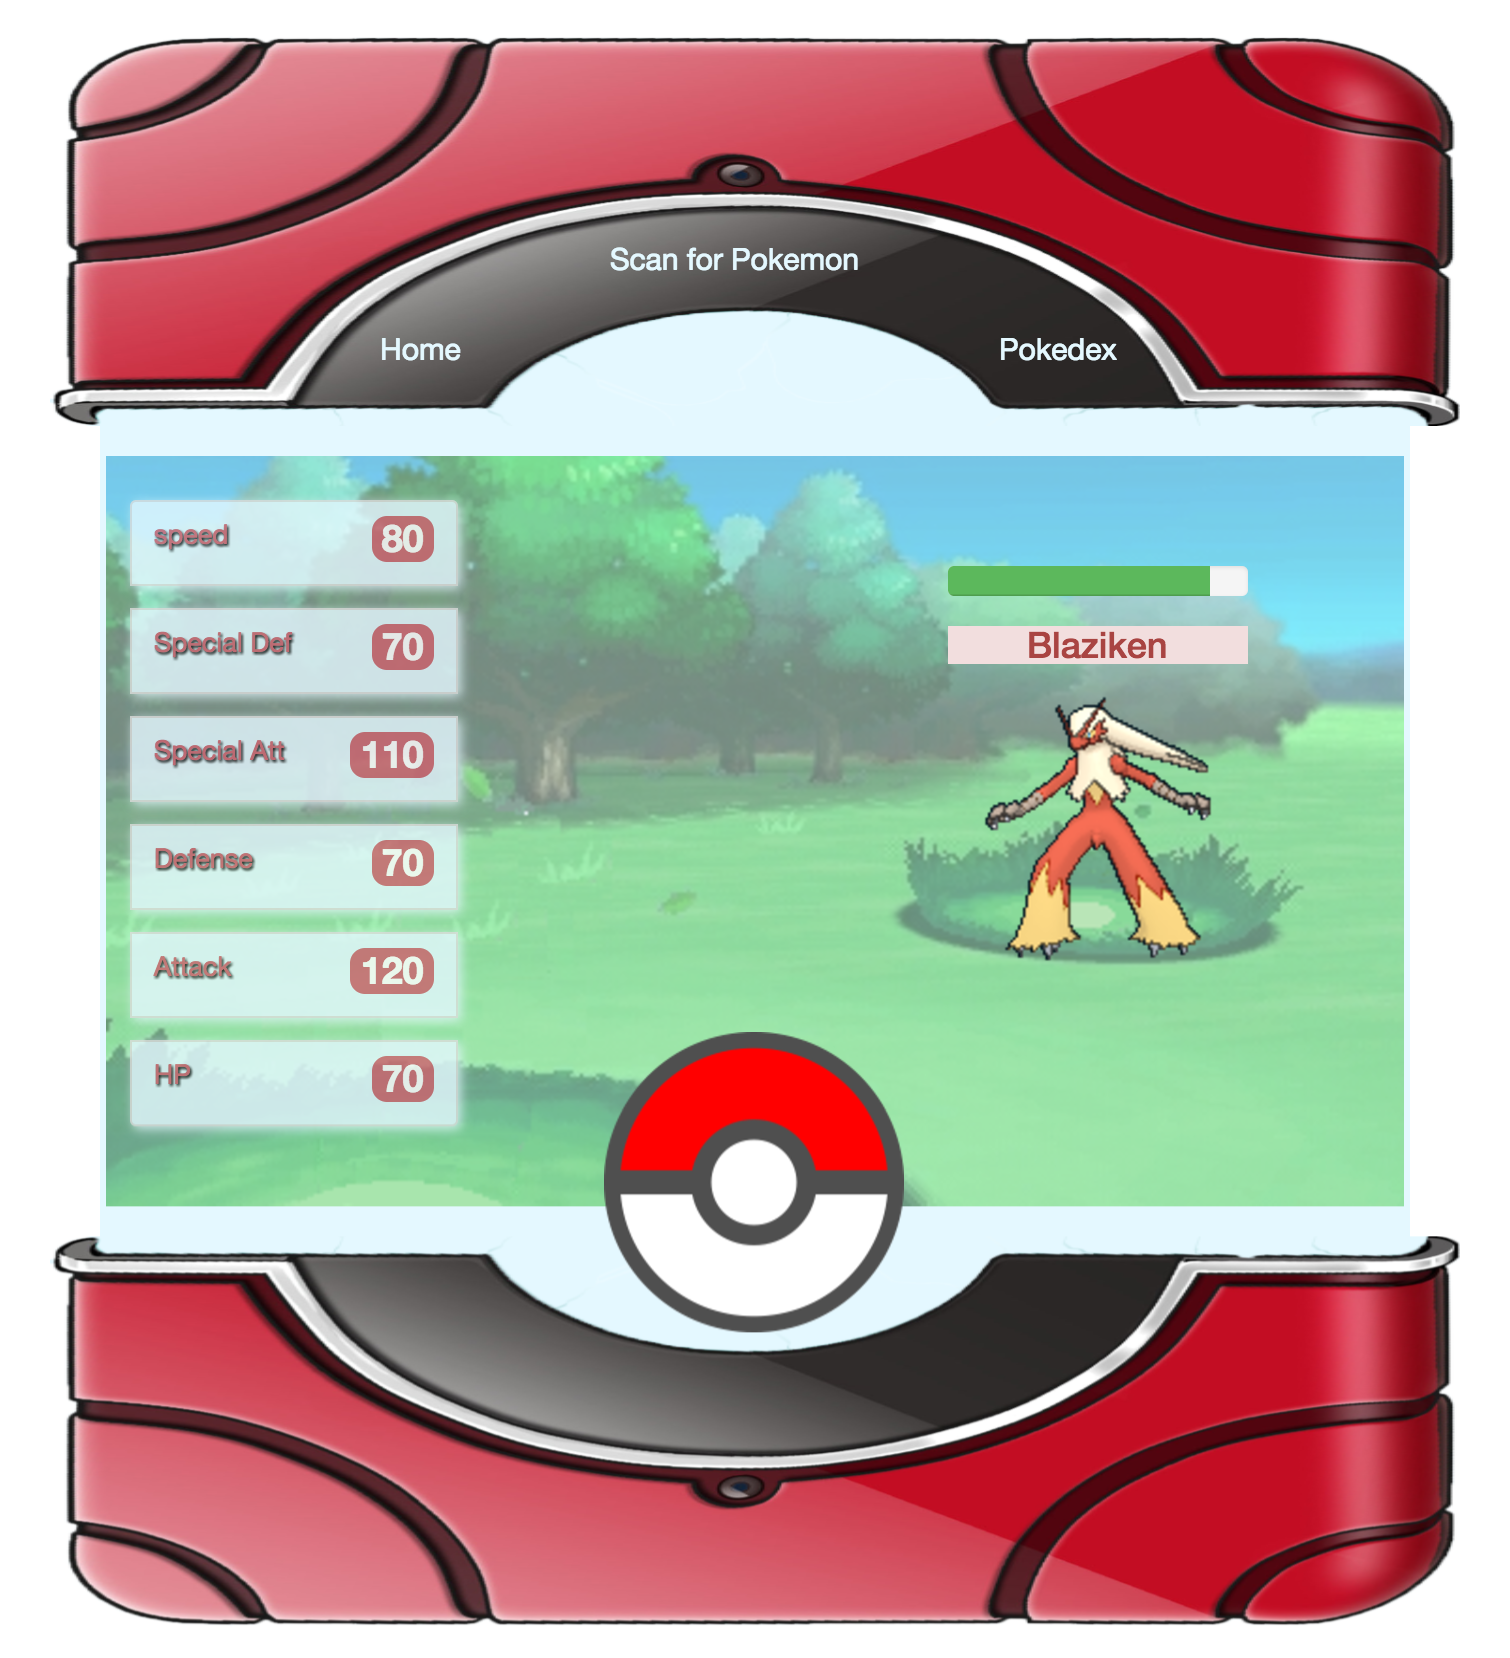 Scan for Pokemon
Home
Pokedex
speed 80
Special Def 70
Special Att 110
Defense 70
Attack 120
HP 70
Blaziken